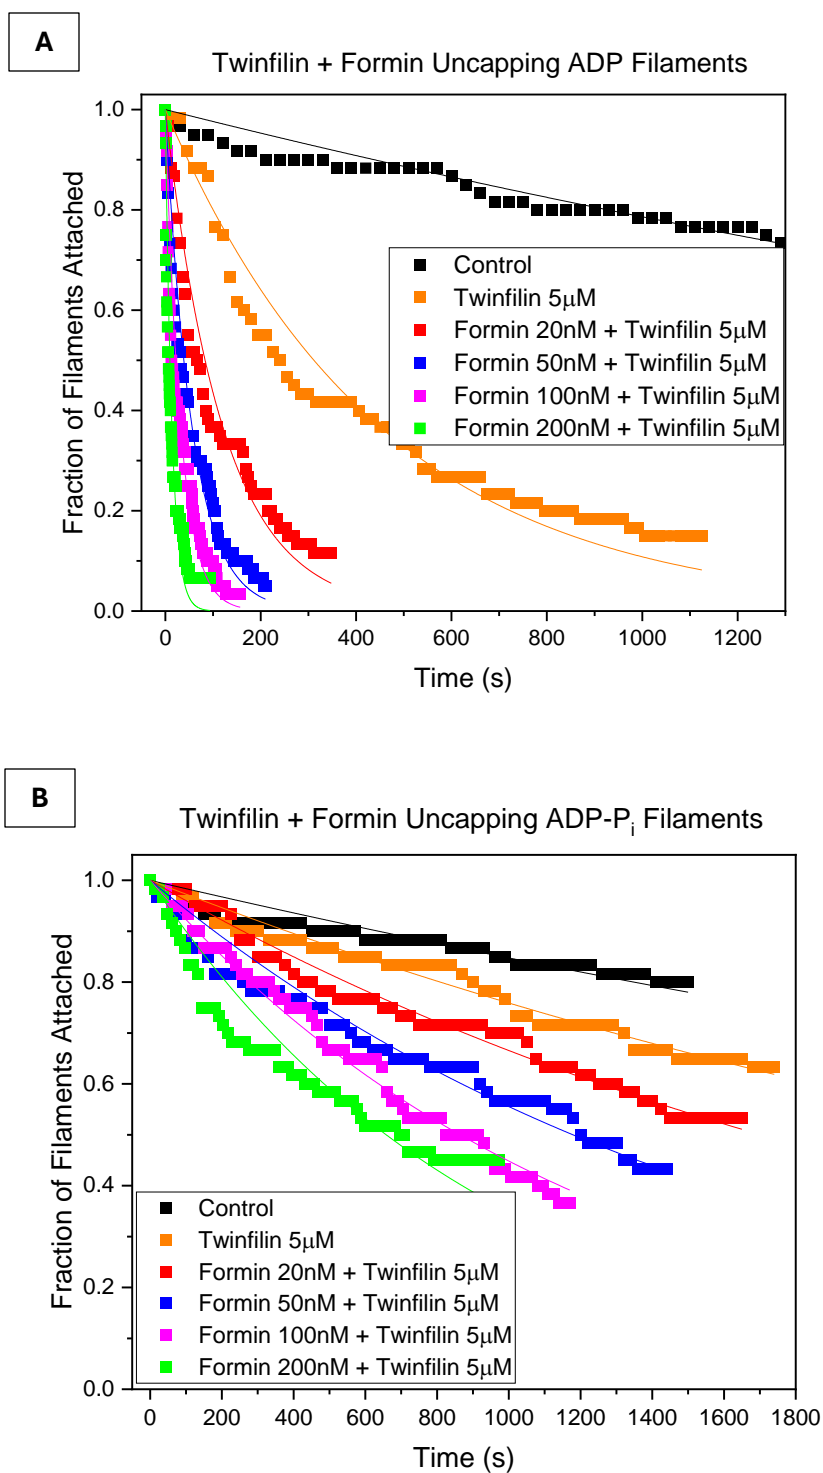 A
Twinfilin + Formin Uncapping ADP Filaments
Fraction of Filaments Attached
1.0
0.8
0.6
0.4
0.2
0.0
Control
Twinfilin 5μM
Formin 20nM + Twinfilin 5μM
Formin 50nM + Twinfilin 5μM
Formin 100nM + Twinfilin 5μM
Formin 200nM + Twinfilin 5μM
0 200 400 600 800 1000 1200
Time (s)
B
Twinfilin + Formin Uncapping ADP-Pi Filaments
Fraction of Filaments Attached
1.0
0.8
0.6
0.4
0.2
0.0
Control
Twinfilin 5μM
Formin 20nM + Twinfilin 5μM
Formin 50nM + Twinfilin 5μM
Formin 100nM + Twinfilin 5μM
Formin 200nM + Twinfilin 5μM
0 200 400 600 800 1000 1200 1400 1600 1800
Time (s)